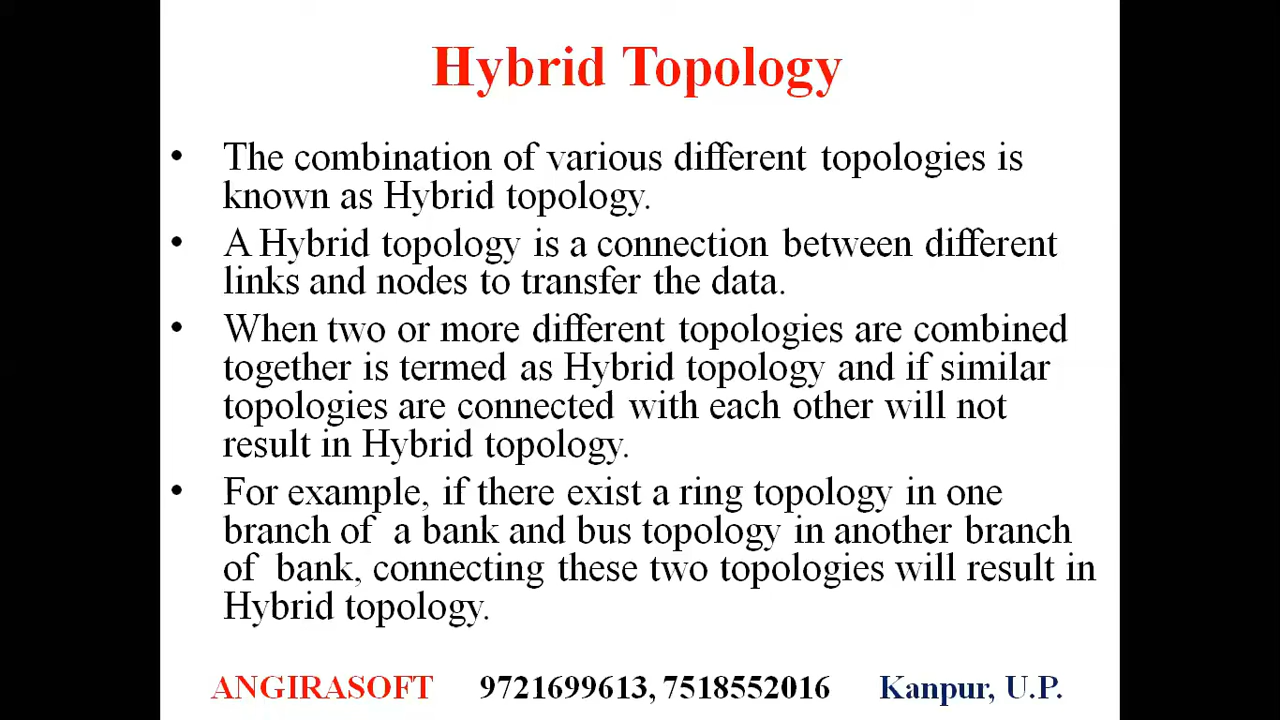 Hybrid Topology
• The combination of various different topologies is
known as Hybrid topology.
• A Hybrid topology is a connection between different
links and nodes to transfer the data.
• When two or more different topologies are combined
together is termed as Hybrid topology and if similar
topologies are connected with each other will not
result in Hybrid topology.
• For example, if there exist a ring topology in one
branch of a bank and bus topology in another branch
of bank, connecting these two topologies will result in
Hybrid topology.
ANGIRASOFT 9721699613, 7518552016 Kanpur, U.P.